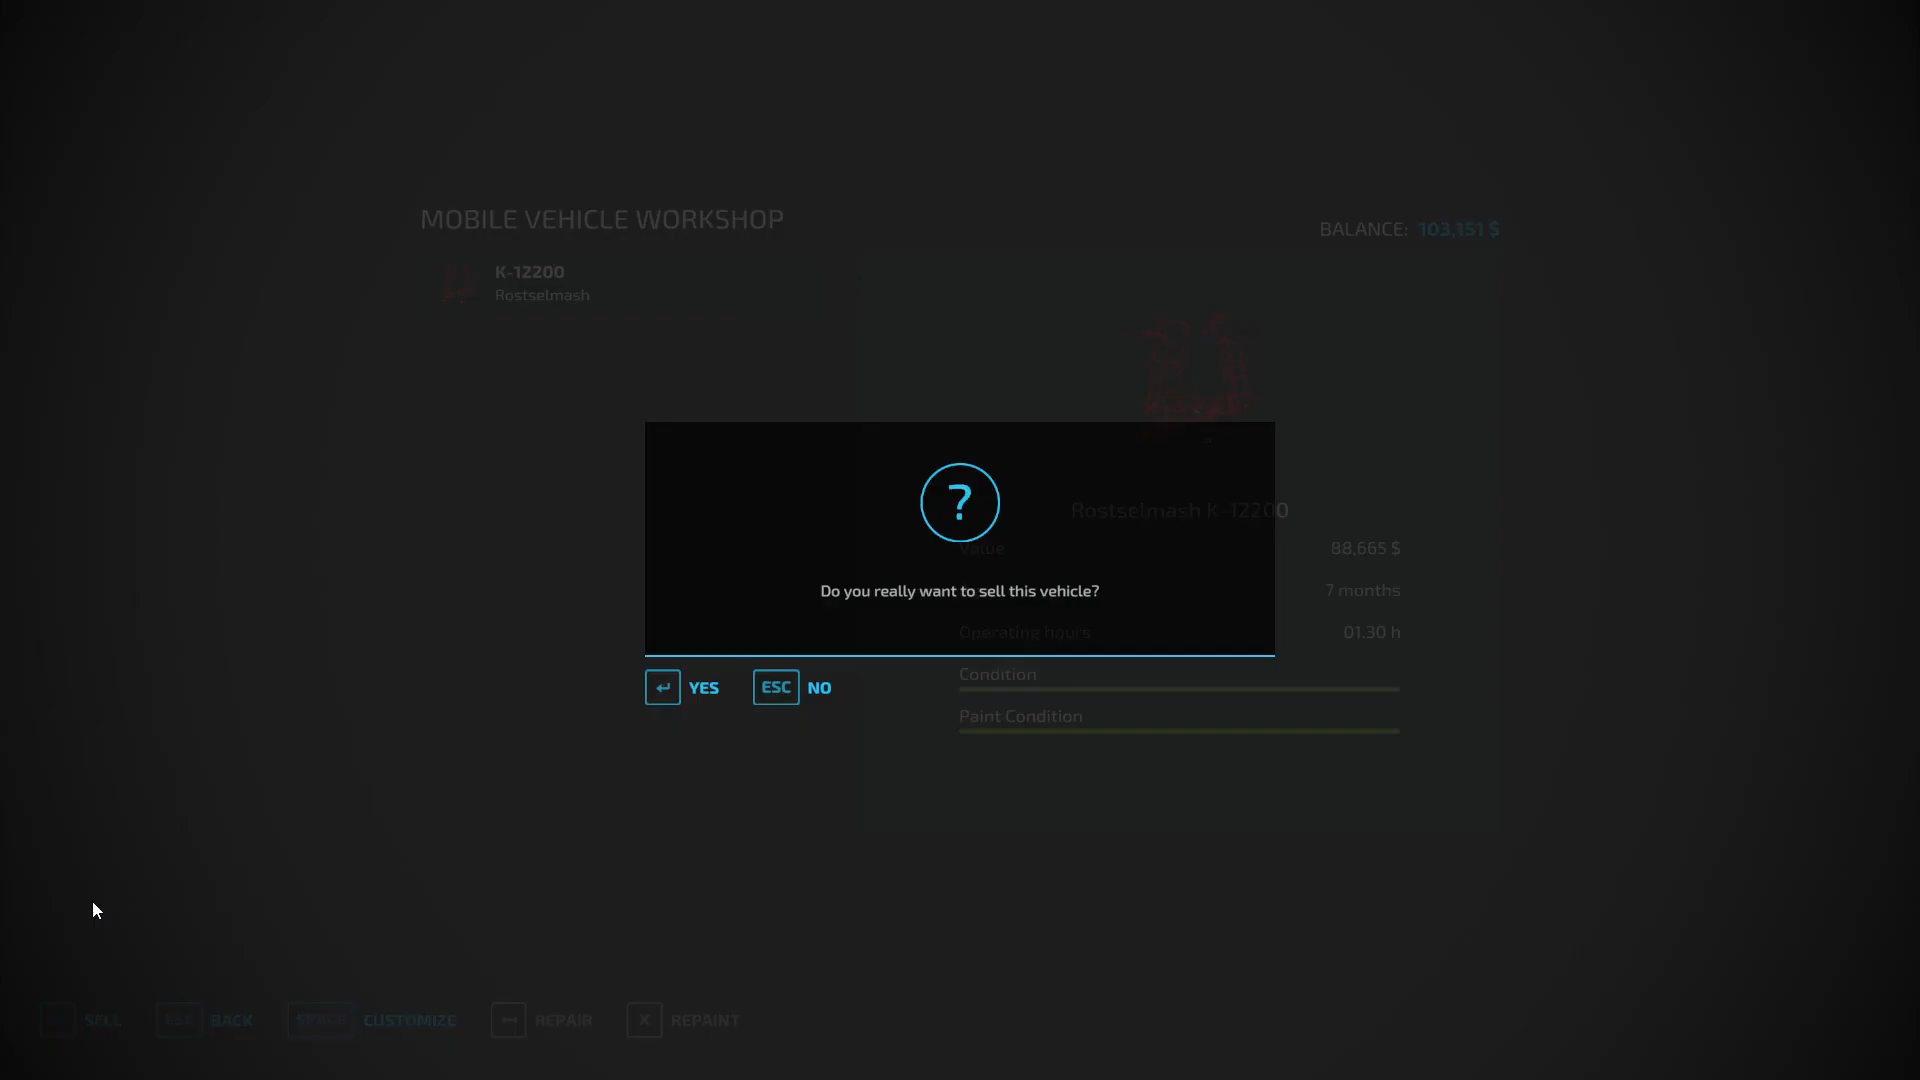 MOBILE VEHICLE WORKSHOP
BALANCE: 103,151 $
K-12200
Rostselmash
?
Rostselmash K-12200
Value 88,665 $
Do you really want to sell this vehicle?
7 months
Operating hours 01.30 h
Condition
Paint Condition
↵ YES ESC NO
SELL ESC BACK SPACE CUSTOMIZE REPAIR X REPAINT